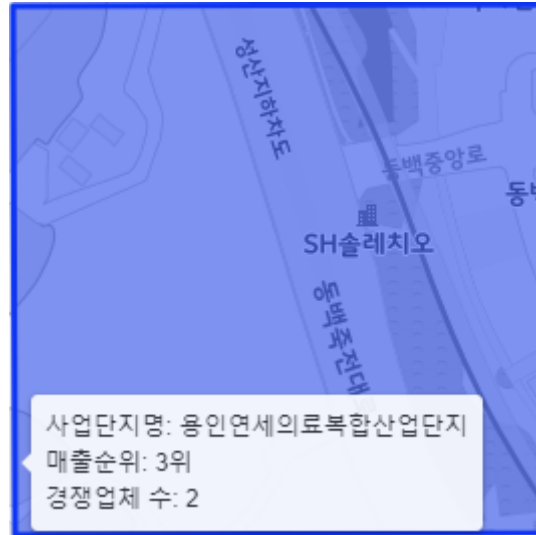 성산지하차도
동백중앙로
동백
SH솔레치오
동백죽전대로
사업단지명: 용인연세의료복합산업단지
매출순위: 3위
경쟁업체 수: 2